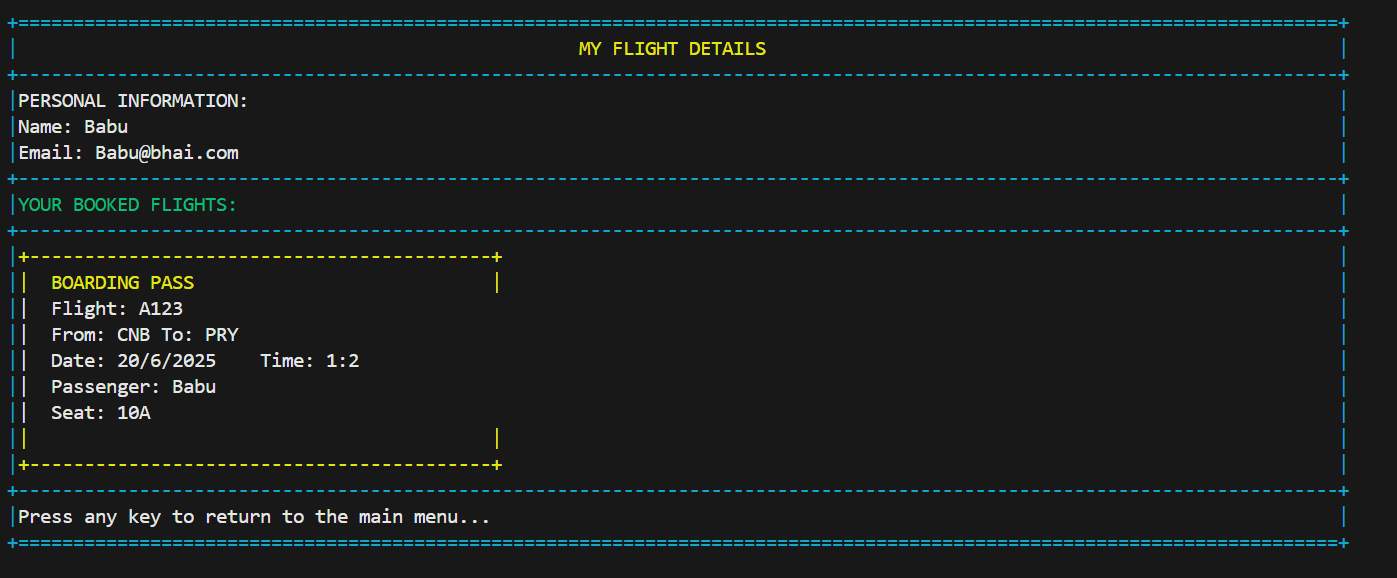 MY FLIGHT DETAILS
PERSONAL INFORMATION:
Name: Babu
Email: Babu@bhai.com
YOUR BOOKED FLIGHTS:
BOARDING PASS
Flight: A123
From: CNB To: PRY
Date: 20/6/2025    Time: 1:2
Passenger: Babu
Seat: 10A
Press any key to return to the main menu...